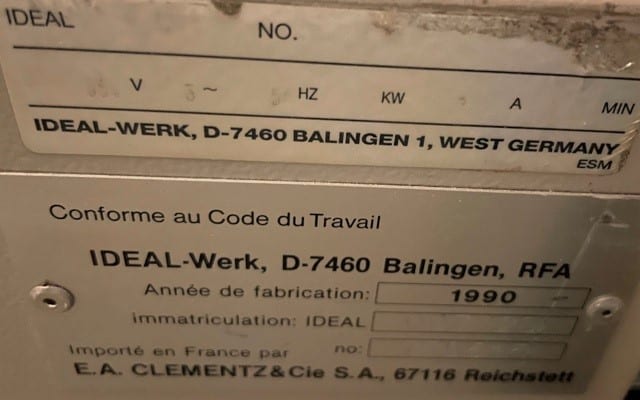 IDEAL NO.
V 3~ HZ KW A MIN
IDEAL-WERK, D-7460 BALINGEN 1, WEST GERMANY
ESM
Conforme au Code du Travail
IDEAL-Werk, D-7460 Balingen, RFA
Année de fabrication: 1990
immatriculation: IDEAL
Importé en France par no:
E.A. CLEMENTZ&Cie S.A., 67116 Reichstett